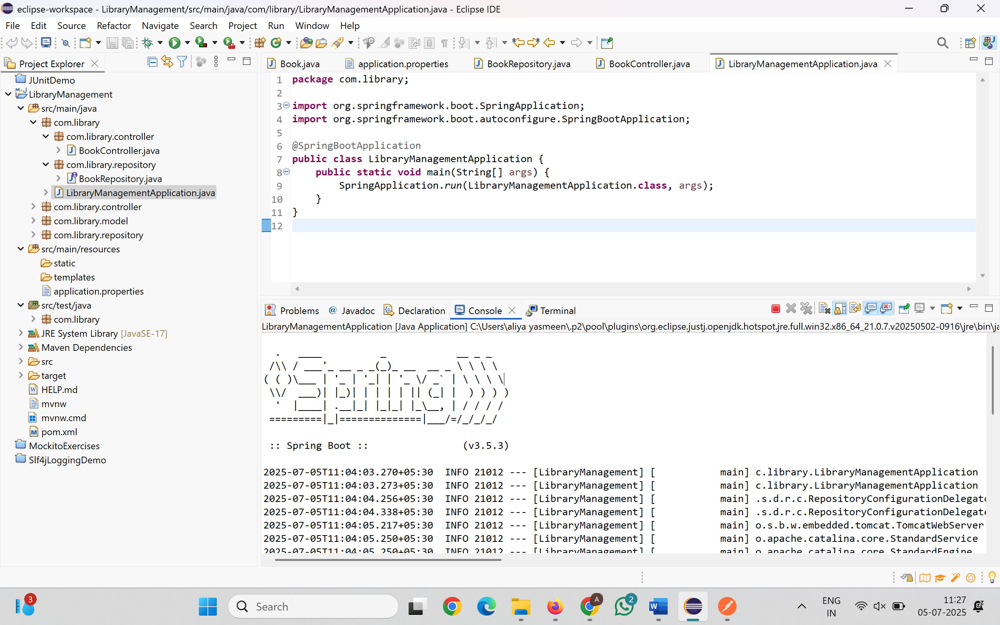 eclipse-workspace - LibraryManagement/src/main/java/com/library/LibraryManagementApplication.java - Eclipse IDE
File Edit Source Refactor Navigate Search Project Run Window Help
Project Explorer
JUnitDemo
LibraryManagement
src/main/java
com.library
com.library.controller
BookController.java
com.library.repository
BookRepository.java
LibraryManagementApplication.java
com.library.controller
com.library.model
com.library.repository
src/main/resources
static
templates
application.properties
src/test/java
com.library
JRE System Library [JavaSE-17]
Maven Dependencies
src
target
HELP.md
mvnw
mvnw.cmd
pom.xml
MockitoExercises
Slf4jLoggingDemo
Book.java application.properties BookRepository.java BookController.java LibraryManagementApplication.java
1 package com.library;
2
3 import org.springframework.boot.SpringApplication;
4 import org.springframework.boot.autoconfigure.SpringBootApplication;
5
6 @SpringBootApplication
7 public class LibraryManagementApplication {
8     public static void main(String[] args) {
9         SpringApplication.run(LibraryManagementApplication.class, args);
10     }
11 }
12
Problems @ Javadoc Declaration Console Terminal
LibraryManagementApplication [Java Application] C:\Users\aliya yasmeen\.p2\pool\plugins\org.eclipse.justj.openjdk.hotspot.jre.full.win32.x86_64_21.0.7.v20250502-0916\jre\bin\ja
  .   ____          _            __ _ _
 /\\ / ___'_ __ _ _(_)_ __  __ _ \ \ \ \
( ( )\___ | '_ | '_| | '_ \/ _` | \ \ \ \
 \\/  ___)| |_)| | | | | || (_| |  ) ) ) )
  '  |____| .__|_| |_|_| |_\__, | / / / /
 =========|_|==============|___/=/_/_/_/
 :: Spring Boot ::                (v3.5.3)
2025-07-05T11:04:03.270+05:30  INFO 21012 --- [LibraryManagement] [           main] c.library.LibraryManagementApplication
2025-07-05T11:04:03.273+05:30  INFO 21012 --- [LibraryManagement] [           main] c.library.LibraryManagementApplication
2025-07-05T11:04:04.256+05:30  INFO 21012 --- [LibraryManagement] [           main] .s.d.r.c.RepositoryConfigurationDelegate
2025-07-05T11:04:04.338+05:30  INFO 21012 --- [LibraryManagement] [           main] .s.d.r.c.RepositoryConfigurationDelegate
2025-07-05T11:04:05.217+05:30  INFO 21012 --- [LibraryManagement] [           main] o.s.b.w.embedded.tomcat.TomcatWebServer
2025-07-05T11:04:05.250+05:30  INFO 21012 --- [LibraryManagement] [           main] o.apache.catalina.core.StandardService
2025-07-05T11:04:05.250+05:30  INFO 21012 --- [LibraryManagement] [           main] o.apache.catalina.core.StandardEngine
3
Search
A
2
W
ENG
IN
11:27
05-07-2025